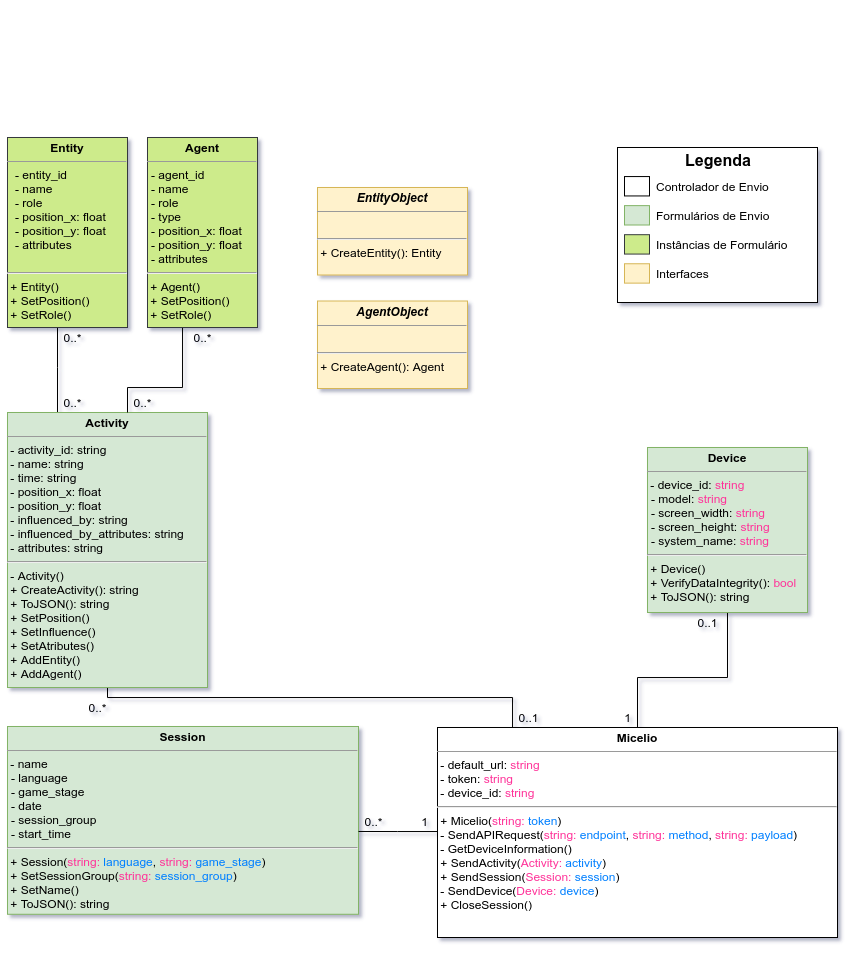 Entity
- entity_id
- name
- role
- position_x: float
- position_y: float
- attributes
+ Entity()
+ SetPosition()
+ SetRole()
0..*
0..*
Agent
- agent_id
- name
- role
- type
- position_x: float
- position_y: float
- attributes
+ Agent()
+ SetPosition()
+ SetRole()
0..*
0..*
EntityObject
+ CreateEntity(): Entity
AgentObject
+ CreateAgent(): Agent
Legenda
Controlador de Envio
Formulários de Envio
Instâncias de Formulário
Interfaces
Activity
- activity_id: string
- name: string
- time: string
- position_x: float
- position_y: float
- influenced_by: string
- influenced_by_attributes: string
- attributes: string
- Activity()
+ CreateActivity(): string
+ ToJSON(): string
+ SetPosition()
+ SetInfluence()
+ SetAtributes()
+ AddEntity()
+ AddAgent()
0..*
0..1
Device
- device_id: string
- model: string
- screen_width: string
- screen_height: string
- system_name: string
+ Device()
+ VerifyDataIntegrity(): bool
+ ToJSON(): string
0..1
1
Session
- name
- language
- game_stage
- date
- session_group
- start_time
+ Session(string: language, string: game_stage)
+ SetSessionGroup(string: session_group)
+ SetName()
+ ToJSON(): string
0..*
1
Micelio
- default_url: string
- token: string
- device_id: string
+ Micelio(string: token)
- SendAPIRequest(string: endpoint, string: method, string: payload)
- GetDeviceInformation()
+ SendActivity(Activity: activity)
+ SendSession(Session: session)
- SendDevice(Device: device)
+ CloseSession()